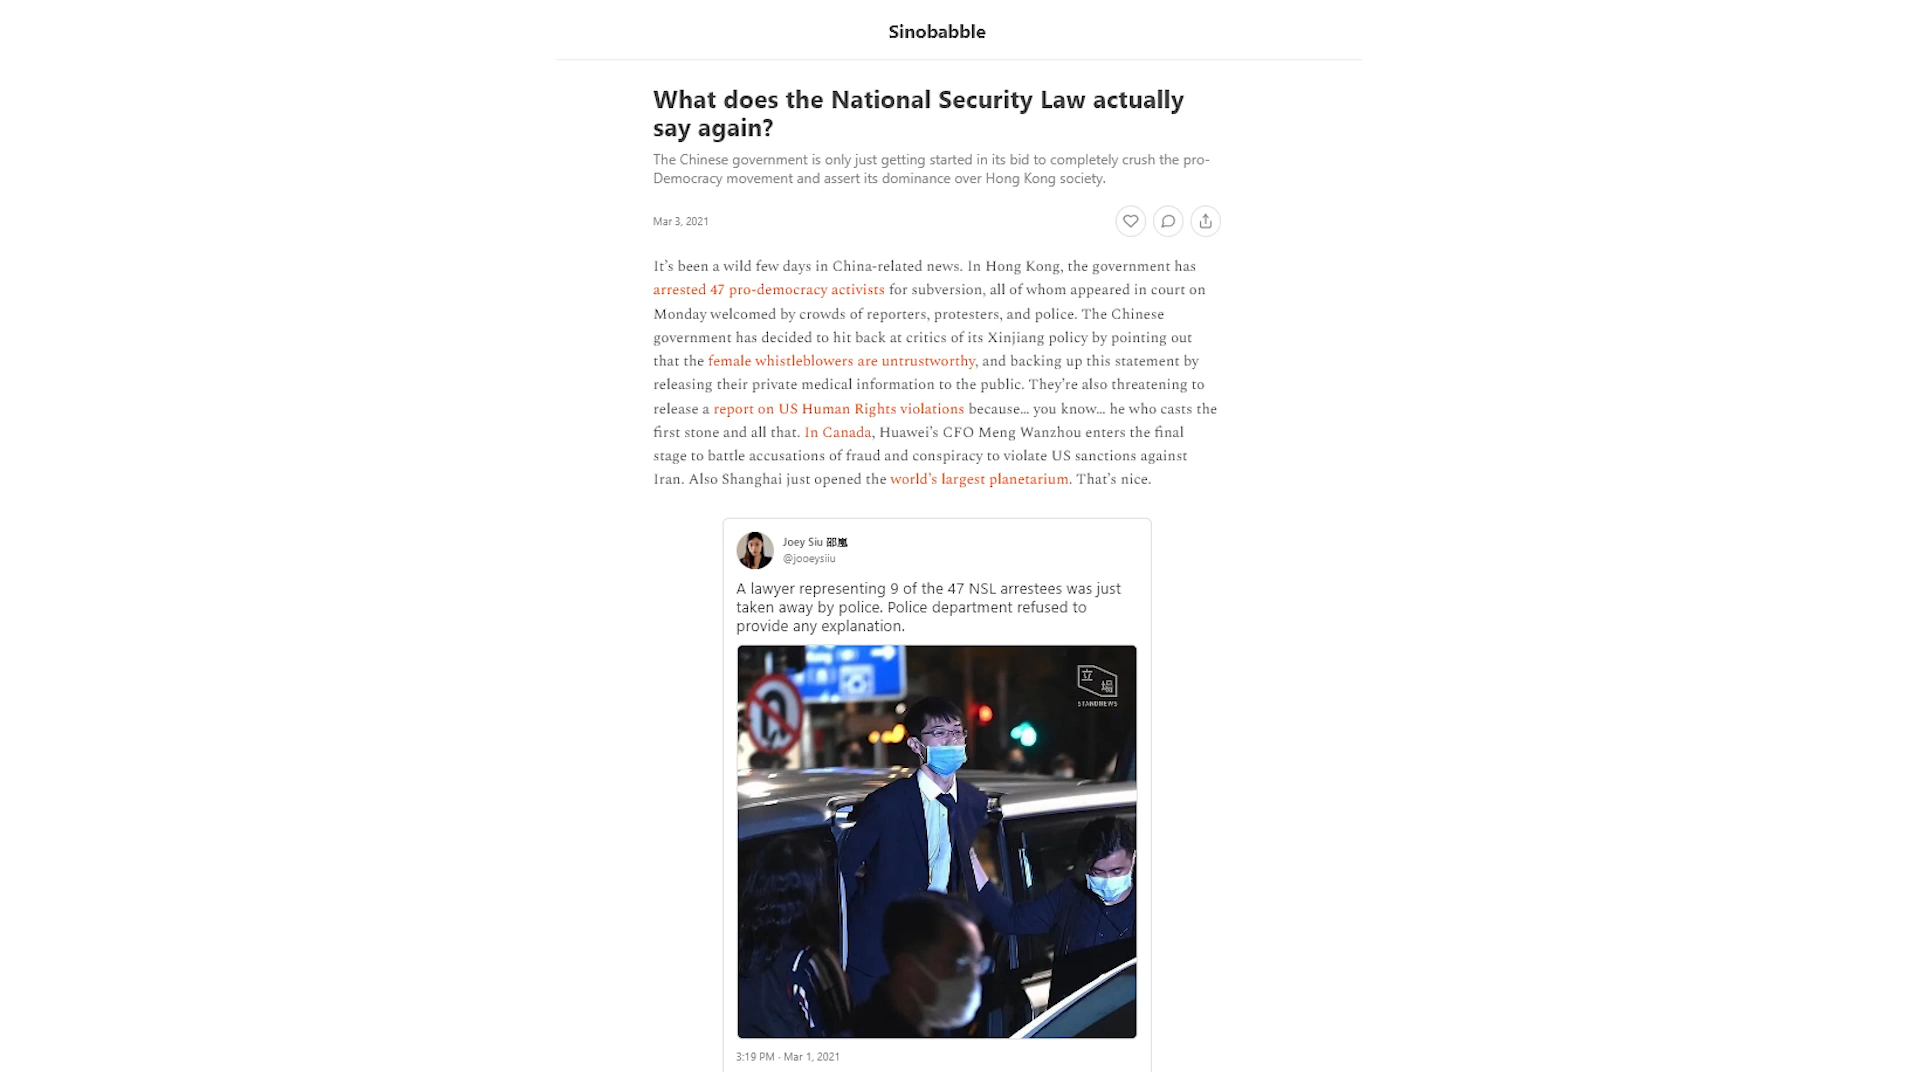 Sinobabble
What does the National Security Law actually
say again?
The Chinese government is only just getting started in its bid to completely crush the pro-
Democracy movement and assert its dominance over Hong Kong society.
Mar 3, 2021
It’s been a wild few days in China-related news. In Hong Kong, the government has
arrested 47 pro-democracy activists for subversion, all of whom appeared in court on
Monday welcomed by crowds of reporters, protesters, and police. The Chinese
government has decided to hit back at critics of its Xinjiang policy by pointing out
that the female whistleblowers are untrustworthy, and backing up this statement by
releasing their private medical information to the public. They’re also threatening to
release a report on US Human Rights violations because… you know… he who casts the
first stone and all that. In Canada, Huawei’s CFO Meng Wanzhou enters the final
stage to battle accusations of fraud and conspiracy to violate US sanctions against
Iran. Also Shanghai just opened the world’s largest planetarium. That’s nice.
Joey Siu 邵嵐
@jooeysiiu
A lawyer representing 9 of the 47 NSL arrestees was just
taken away by police. Police department refused to
provide any explanation.
立
場
STANDNEWS
3:19 PM - Mar 1, 2021